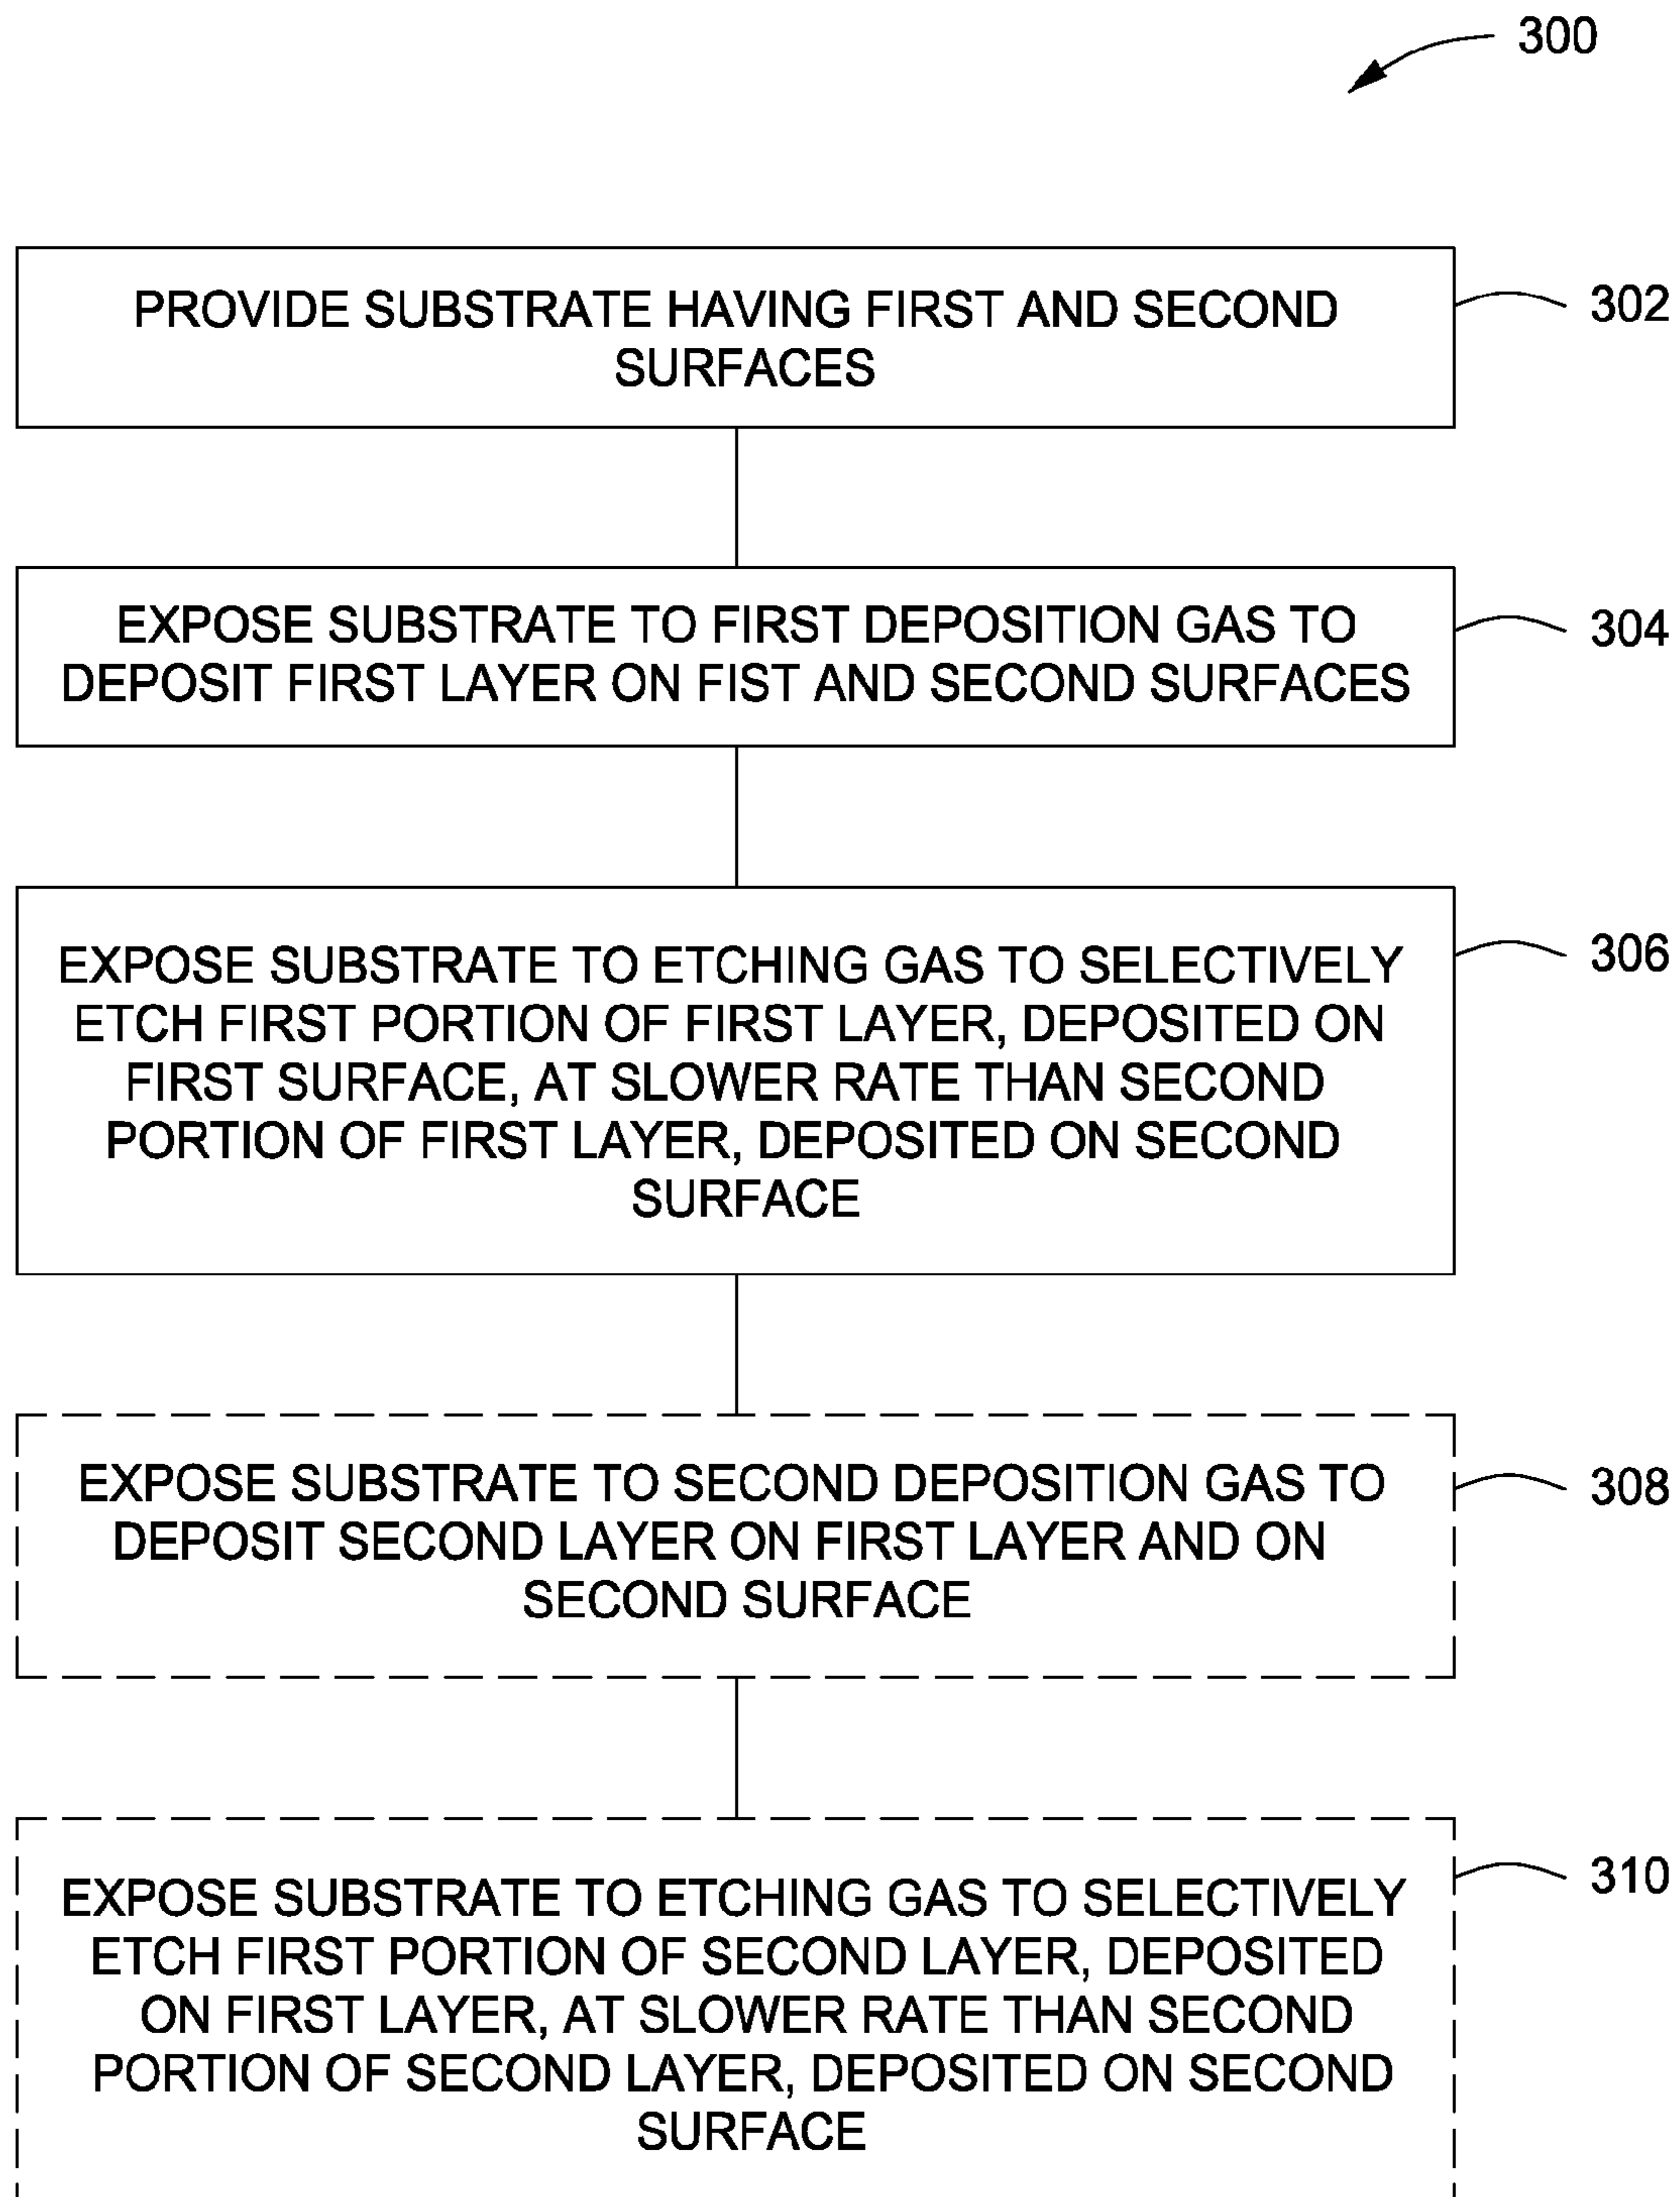 300
PROVIDE SUBSTRATE HAVING FIRST AND SECOND
SURFACES
302
EXPOSE SUBSTRATE TO FIRST DEPOSITION GAS TO
DEPOSIT FIRST LAYER ON FIST AND SECOND SURFACES
304
EXPOSE SUBSTRATE TO ETCHING GAS TO SELECTIVELY
ETCH FIRST PORTION OF FIRST LAYER, DEPOSITED ON
FIRST SURFACE, AT SLOWER RATE THAN SECOND
PORTION OF FIRST LAYER, DEPOSITED ON SECOND
SURFACE
306
EXPOSE SUBSTRATE TO SECOND DEPOSITION GAS TO
DEPOSIT SECOND LAYER ON FIRST LAYER AND ON
SECOND SURFACE
308
EXPOSE SUBSTRATE TO ETCHING GAS TO SELECTIVELY
ETCH FIRST PORTION OF SECOND LAYER, DEPOSITED
ON FIRST LAYER, AT SLOWER RATE THAN SECOND
PORTION OF SECOND LAYER, DEPOSITED ON SECOND
SURFACE
310